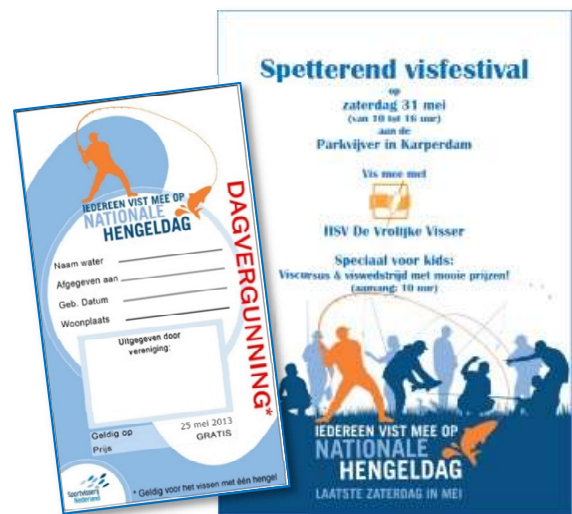 IEDEREEN VIST MEE OP
NATIONALE
HENGELDAG
DAGVERGUNNING*
Naam water
Afgegeven aan
Geb. Datum
Woonplaats
Uitgegeven door
vereniging:
Geldig op 25 mei 2013
Prijs GRATIS
Sportvisserij
Nederland
* Geldig voor het vissen met één hengel
Spetterend visfestival
op
zaterdag 31 mei
(van 10 tot 16 uur)
aan de
Parkvijver in Karperdam
Vis mee met
HSV De Vrolijke Visser
Speciaal voor kids:
Viscursus & viswedstrijd met mooie prijzen!
(aanvang: 10 uur)
IEDEREEN VIST MEE OP
NATIONALE
HENGELDAG
LAATSTE ZATERDAG IN MEI